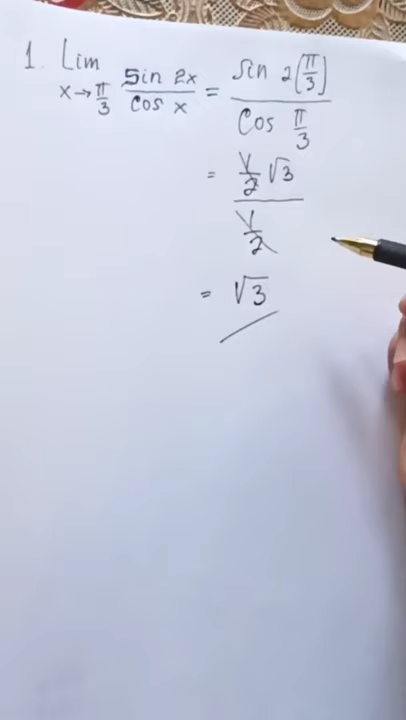 1. Lim x→π/3 Sin 2x / Cos x = Sin 2(π/3) / Cos π/3
= 1/2 √3 / 1/2
= √3